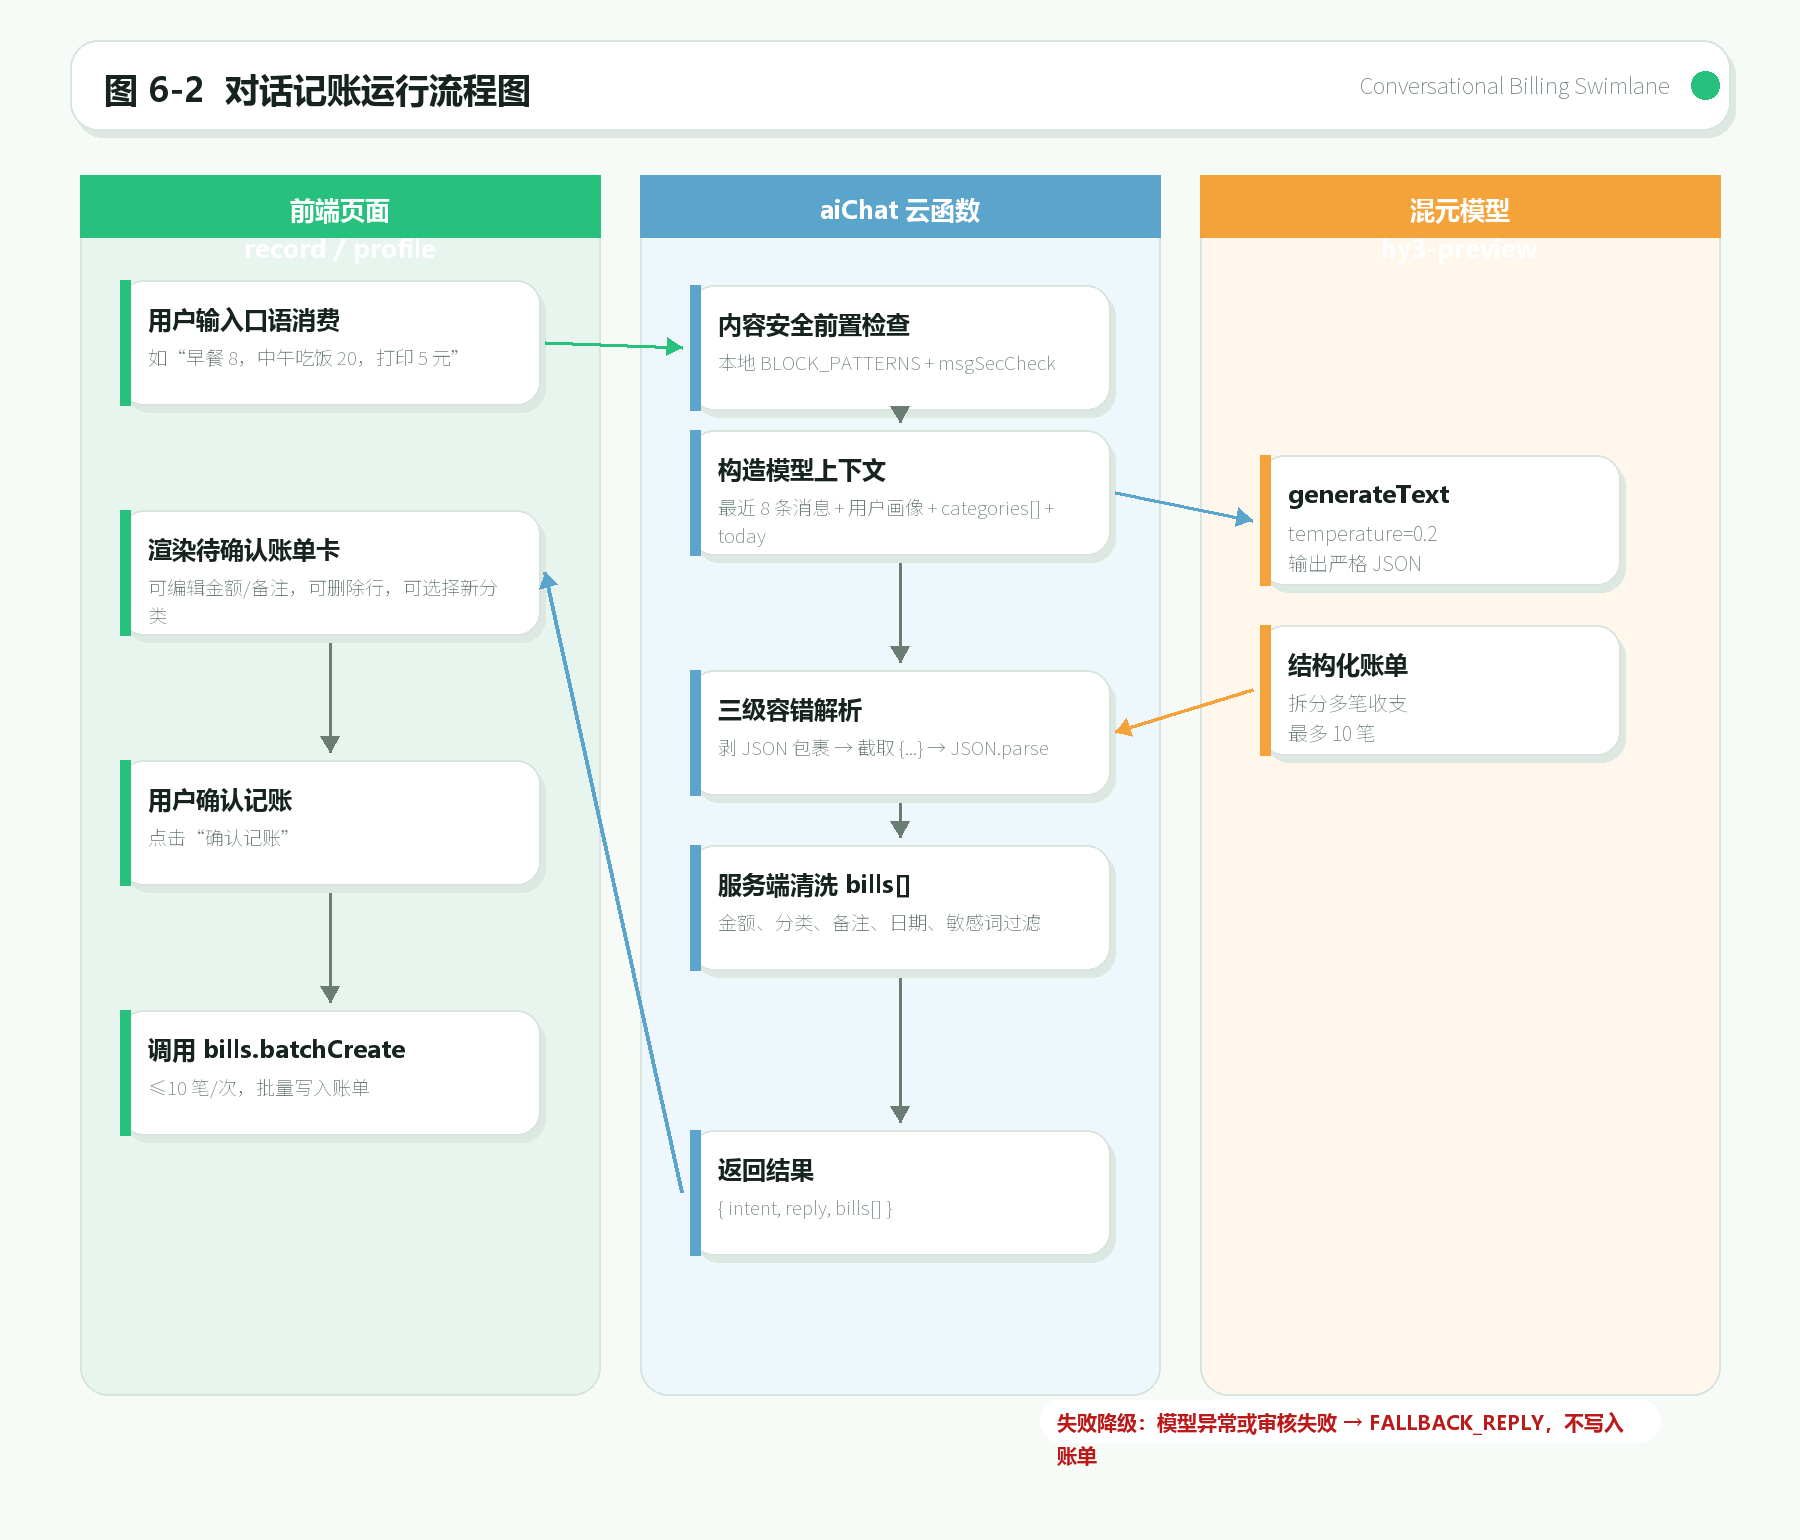 图 6-2 对话记账运行流程图
Conversational Billing Swimlane
前端页面
record / profile
用户输入口语消费
如“早餐 8，中午吃饭 20，打印 5 元”
渲染待确认账单卡
可编辑金额/备注，可删除行，可选择新分
类
用户确认记账
点击“确认记账”
调用 bills.batchCreate
≤10 笔/次，批量写入账单
aiChat 云函数
内容安全前置检查
本地 BLOCK_PATTERNS + msgSecCheck
构造模型上下文
最近 8 条消息 + 用户画像 + categories[] +
today
三级容错解析
剥 JSON 包裹 → 截取 {...} → JSON.parse
服务端清洗 bills[]
金额、分类、备注、日期、敏感词过滤
返回结果
{ intent, reply, bills[] }
混元模型
hy3-preview
generateText
temperature=0.2
输出严格 JSON
结构化账单
拆分多笔收支
最多 10 笔
失败降级：模型异常或审核失败 → FALLBACK_REPLY，不写入
账单